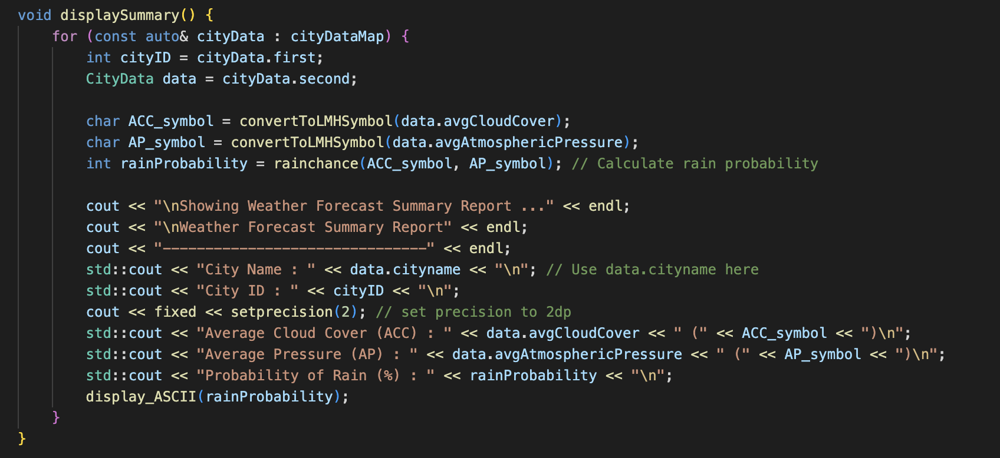 void displaySummary() {
    for (const auto& cityData : cityDataMap) {
        int cityID = cityData.first;
        CityData data = cityData.second;

        char ACC_symbol = convertToLMHSymbol(data.avgCloudCover);
        char AP_symbol = convertToLMHSymbol(data.avgAtmosphericPressure);
        int rainProbability = rainchance(ACC_symbol, AP_symbol); // Calculate rain probability

        cout << "\nShowing Weather Forecast Summary Report ..." << endl;
        cout << "\nWeather Forecast Summary Report" << endl;
        cout << "-------------------------------" << endl;
        std::cout << "City Name : " << data.cityname << "\n"; // Use data.cityname here
        std::cout << "City ID : " << cityID << "\n";
        cout << fixed << setprecision(2); // set precision to 2dp
        std::cout << "Average Cloud Cover (ACC) : " << data.avgCloudCover << " (" << ACC_symbol << ")\n";
        std::cout << "Average Pressure (AP) : " << data.avgAtmosphericPressure << " (" << AP_symbol << ")\n";
        std::cout << "Probability of Rain (%) : " << rainProbability << "\n";
        display_ASCII(rainProbability);
    }
}